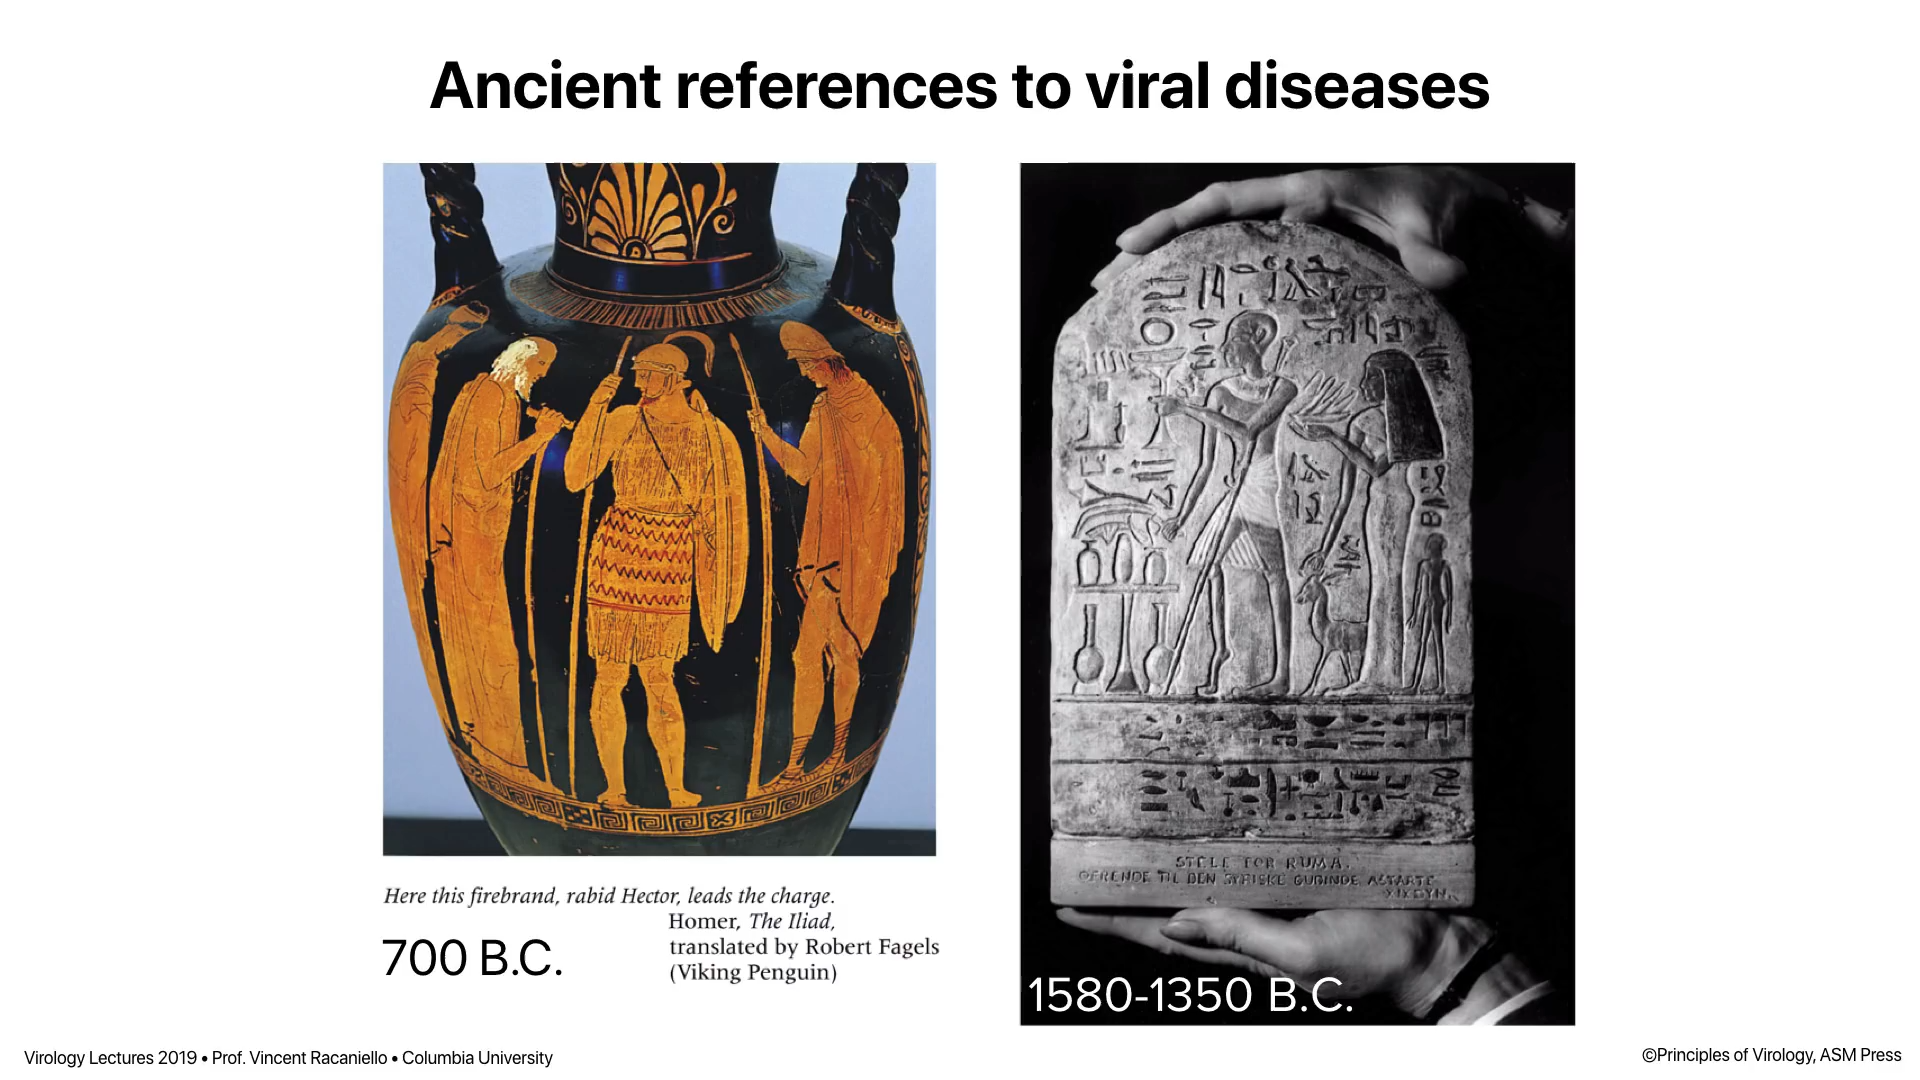 Ancient references to viral diseases
Here this firebrand, rabid Hector, leads the charge.
Homer, The Iliad,
translated by Robert Fagels
(Viking Penguin)
700 B.C.
STELE FOR RUMA.
TIL DEN SYRISKE GUDINDE ASTARTE
XIX DYN.
1580-1350 B.C.
Virology Lectures 2019 • Prof. Vincent Racaniello • Columbia University
©Principles of Virology, ASM Press